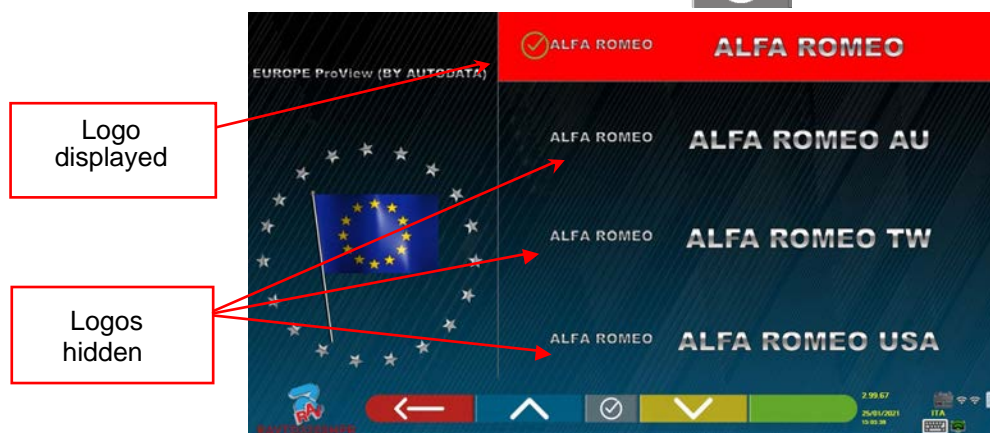 ALFA ROMEO ALFA ROMEO
EUROPE ProView (BY AUTODATA)
Logo
displayed
ALFA ROMEO ALFA ROMEO AU
ALFA ROMEO ALFA ROMEO TW
Logos
hidden
ALFA ROMEO ALFA ROMEO USA
2.99.67
25/01/2021 ITA